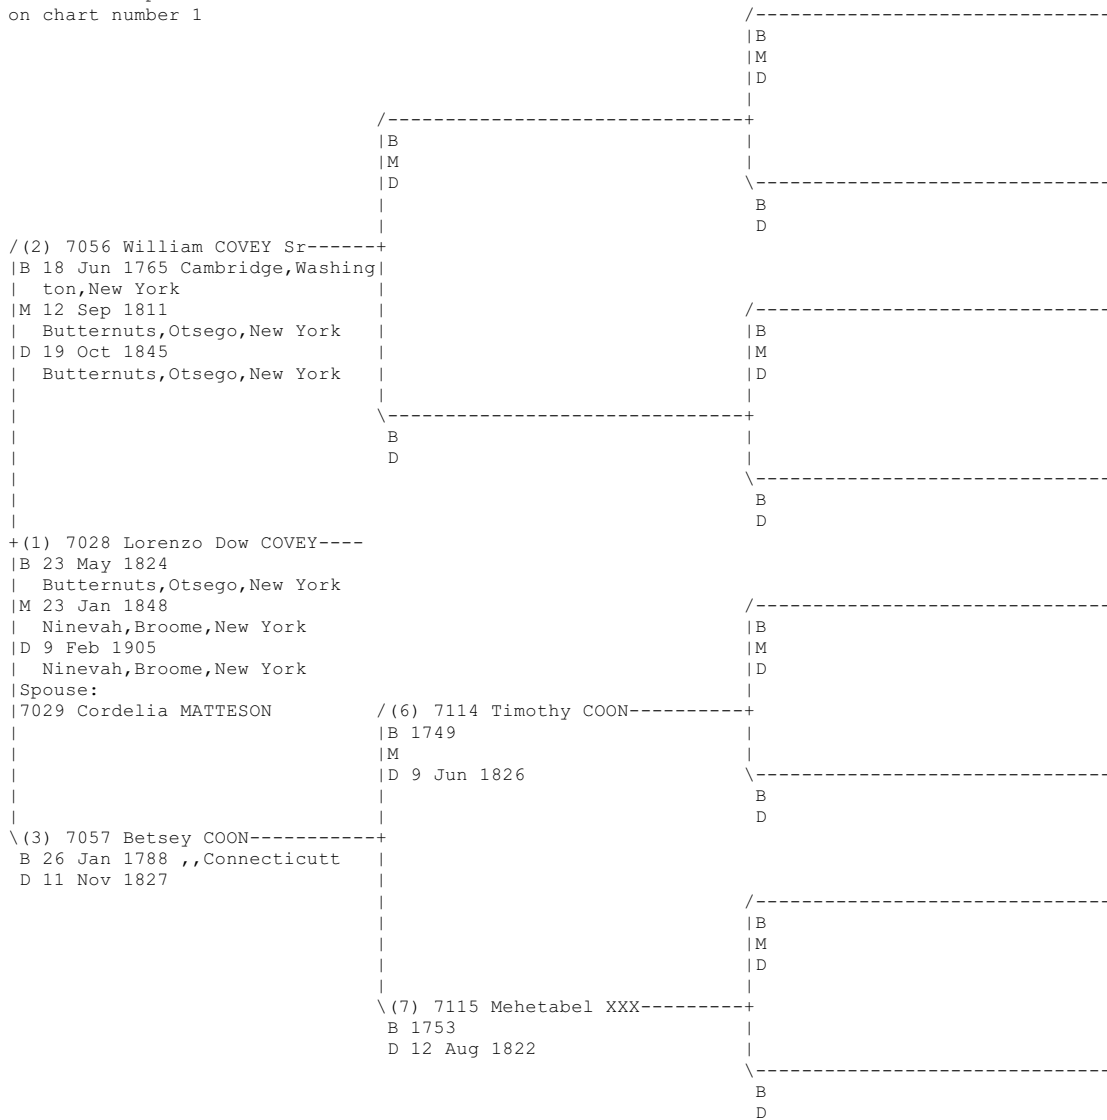 on chart number 1
/-------------------------------
|B
|M
|D
|
/-------------------------------+
|B |
|M |
|D \-------------------------------
| B
| D
/(2) 7056 William COVEY Sr------+
|B 18 Jun 1765 Cambridge,Washing|
| ton,New York |
|M 12 Sep 1811 | /-------------------------------
| Butternuts,Otsego,New York | |B
|D 19 Oct 1845 | |M
| Butternuts,Otsego,New York | |D
| | |
| \-------------------------------+
| B |
| D |
| \-------------------------------
| B
| D
+(1) 7028 Lorenzo Dow COVEY----
|B 23 May 1824
| Butternuts,Otsego,New York
|M 23 Jan 1848 /-------------------------------
| Ninevah,Broome,New York |B
|D 9 Feb 1905 |M
| Ninevah,Broome,New York |D
|Spouse: |
|7029 Cordelia MATTESON /(6) 7114 Timothy COON----------+
| |B 1749 |
| |M |
| |D 9 Jun 1826 \-------------------------------
| | B
| | D
\(3) 7057 Betsey COON-----------+
B 26 Jan 1788 ,,Connecticutt |
D 11 Nov 1827 |
| /-------------------------------
| |B
| |M
| |D
| |
\(7) 7115 Mehetabel XXX---------+
B 1753 |
D 12 Aug 1822 |
\-------------------------------
B
D